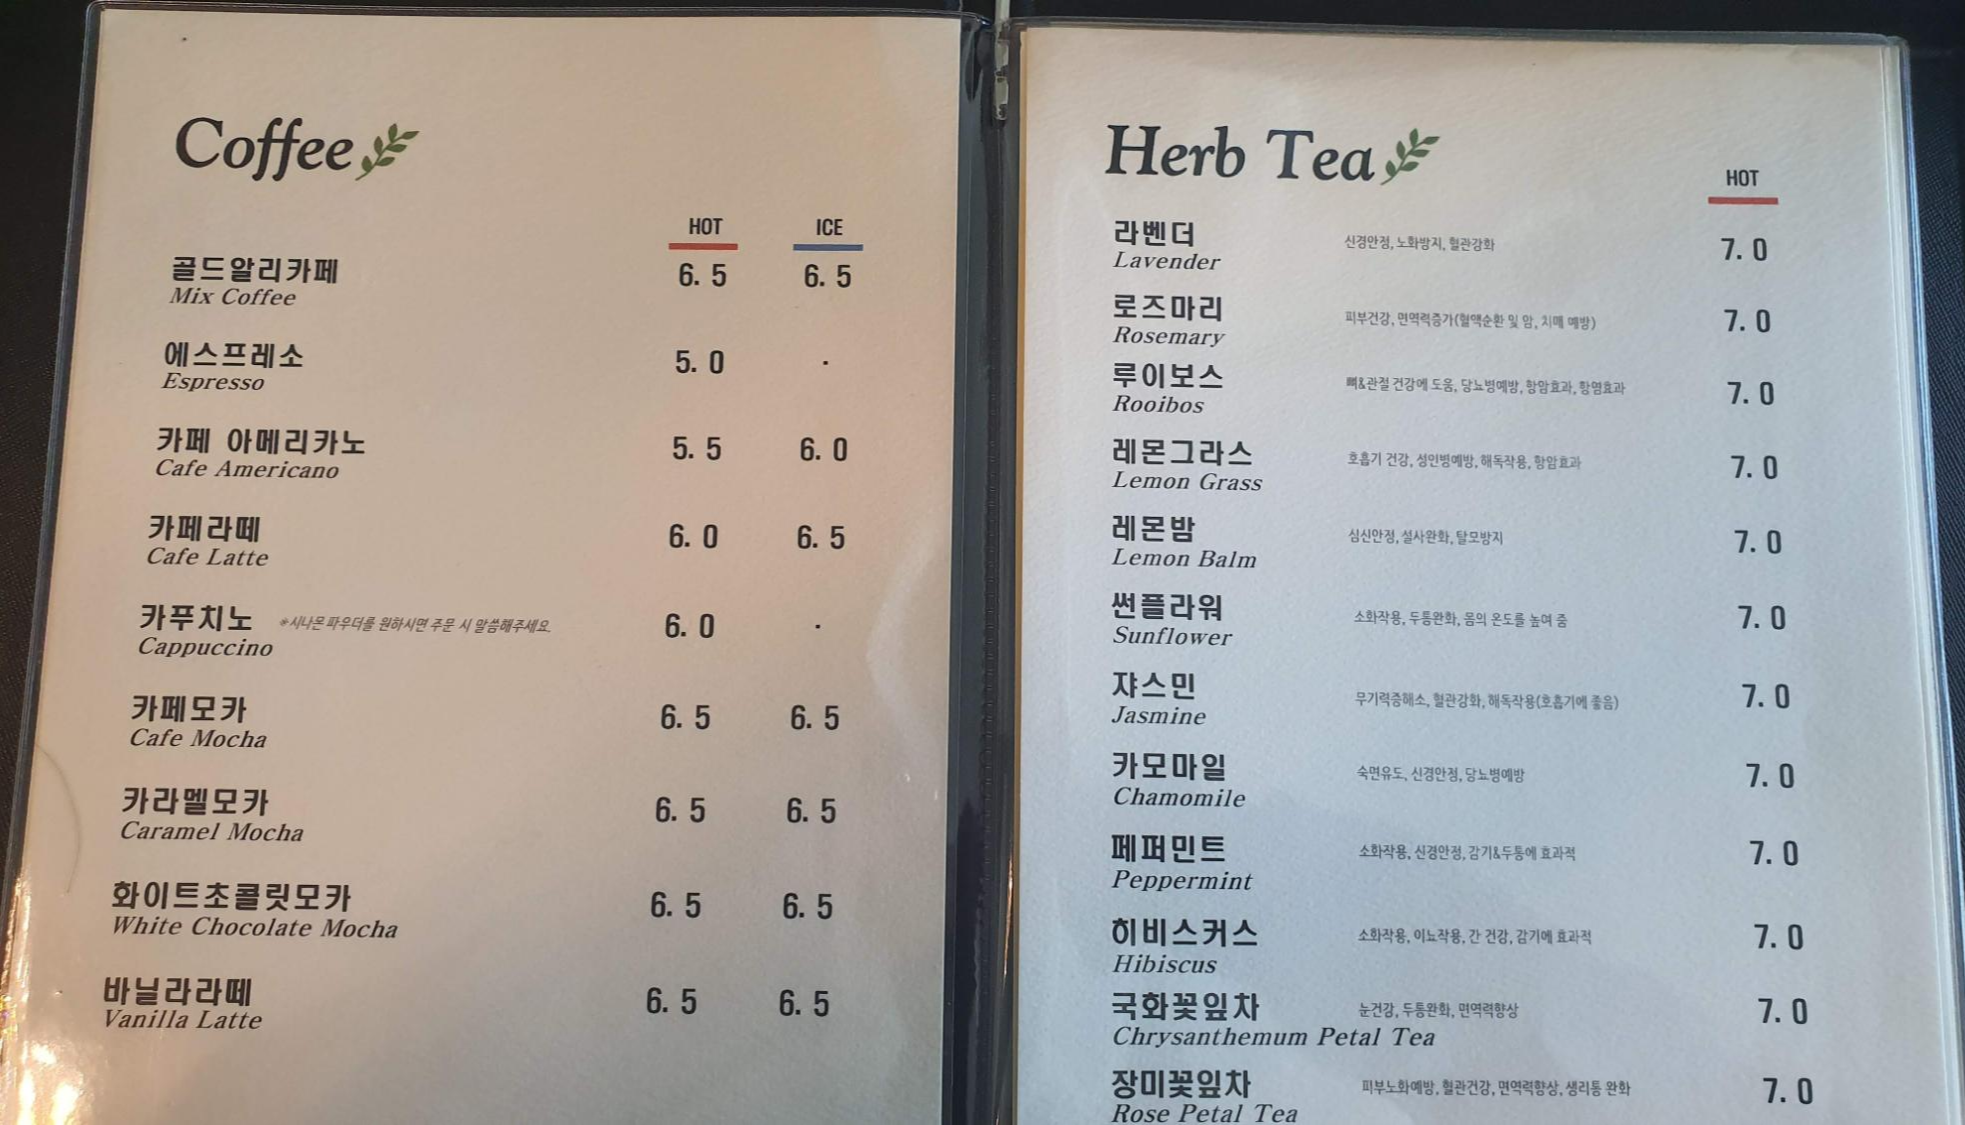 Coffee
HOT ICE
골드알리카페 6.5 6.5
Mix Coffee
에스프레소 5.0 ·
Espresso
카페 아메리카노 5.5 6.0
Cafe Americano
카페라떼 6.0 6.5
Cafe Latte
카푸치노 ※시나몬 파우더를 원하시면 주문 시 말씀해주세요. 6.0 ·
Cappuccino
카페모카 6.5 6.5
Cafe Mocha
카라멜모카 6.5 6.5
Caramel Mocha
화이트초콜릿모카 6.5 6.5
White Chocolate Mocha
바닐라라떼 6.5 6.5
Vanilla Latte
Herb Tea
HOT
라벤더 신경안정, 노화방지, 혈관강화 7.0
Lavender
로즈마리 피부건강, 면역력증가(혈액순환 및 암, 치매 예방) 7.0
Rosemary
루이보스 뼈&관절 건강에 도움, 당뇨병예방, 항암효과, 항염효과 7.0
Rooibos
레몬그라스 호흡기 건강, 성인병예방, 해독작용, 항암효과 7.0
Lemon Grass
레몬밤 심신안정, 설사완화, 탈모방지 7.0
Lemon Balm
썬플라워 소화작용, 두통완화, 몸의 온도를 높여 줌 7.0
Sunflower
쟈스민 무기력증해소, 혈관강화, 해독작용(호흡기에 좋음) 7.0
Jasmine
카모마일 숙면유도, 신경안정, 당뇨병예방 7.0
Chamomile
페퍼민트 소화작용, 신경안정, 감기&두통에 효과적 7.0
Peppermint
히비스커스 소화작용, 이뇨작용, 간 건강, 감기에 효과적 7.0
Hibiscus
국화꽃잎차 눈건강, 두통완화, 면역력향상 7.0
Chrysanthemum Petal Tea
장미꽃잎차 피부노화예방, 혈관건강, 면역력향상, 생리통 완화 7.0
Rose Petal Tea